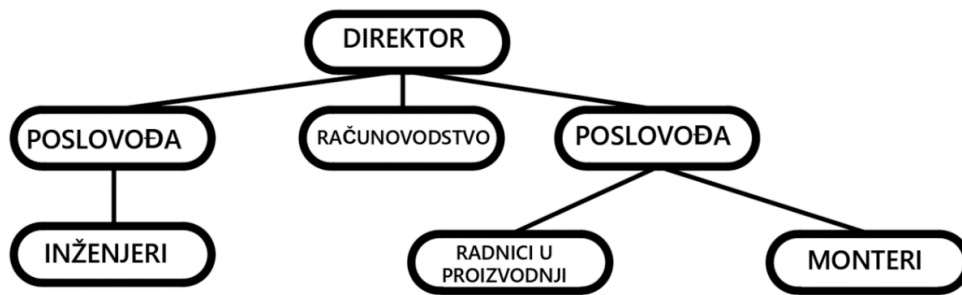 DIREKTOR
POSLOVOĐA
RAČUNOVODSTVO
POSLOVOĐA
INŽENJERI
RADNICI U
PROIZVODNJI
MONTERI